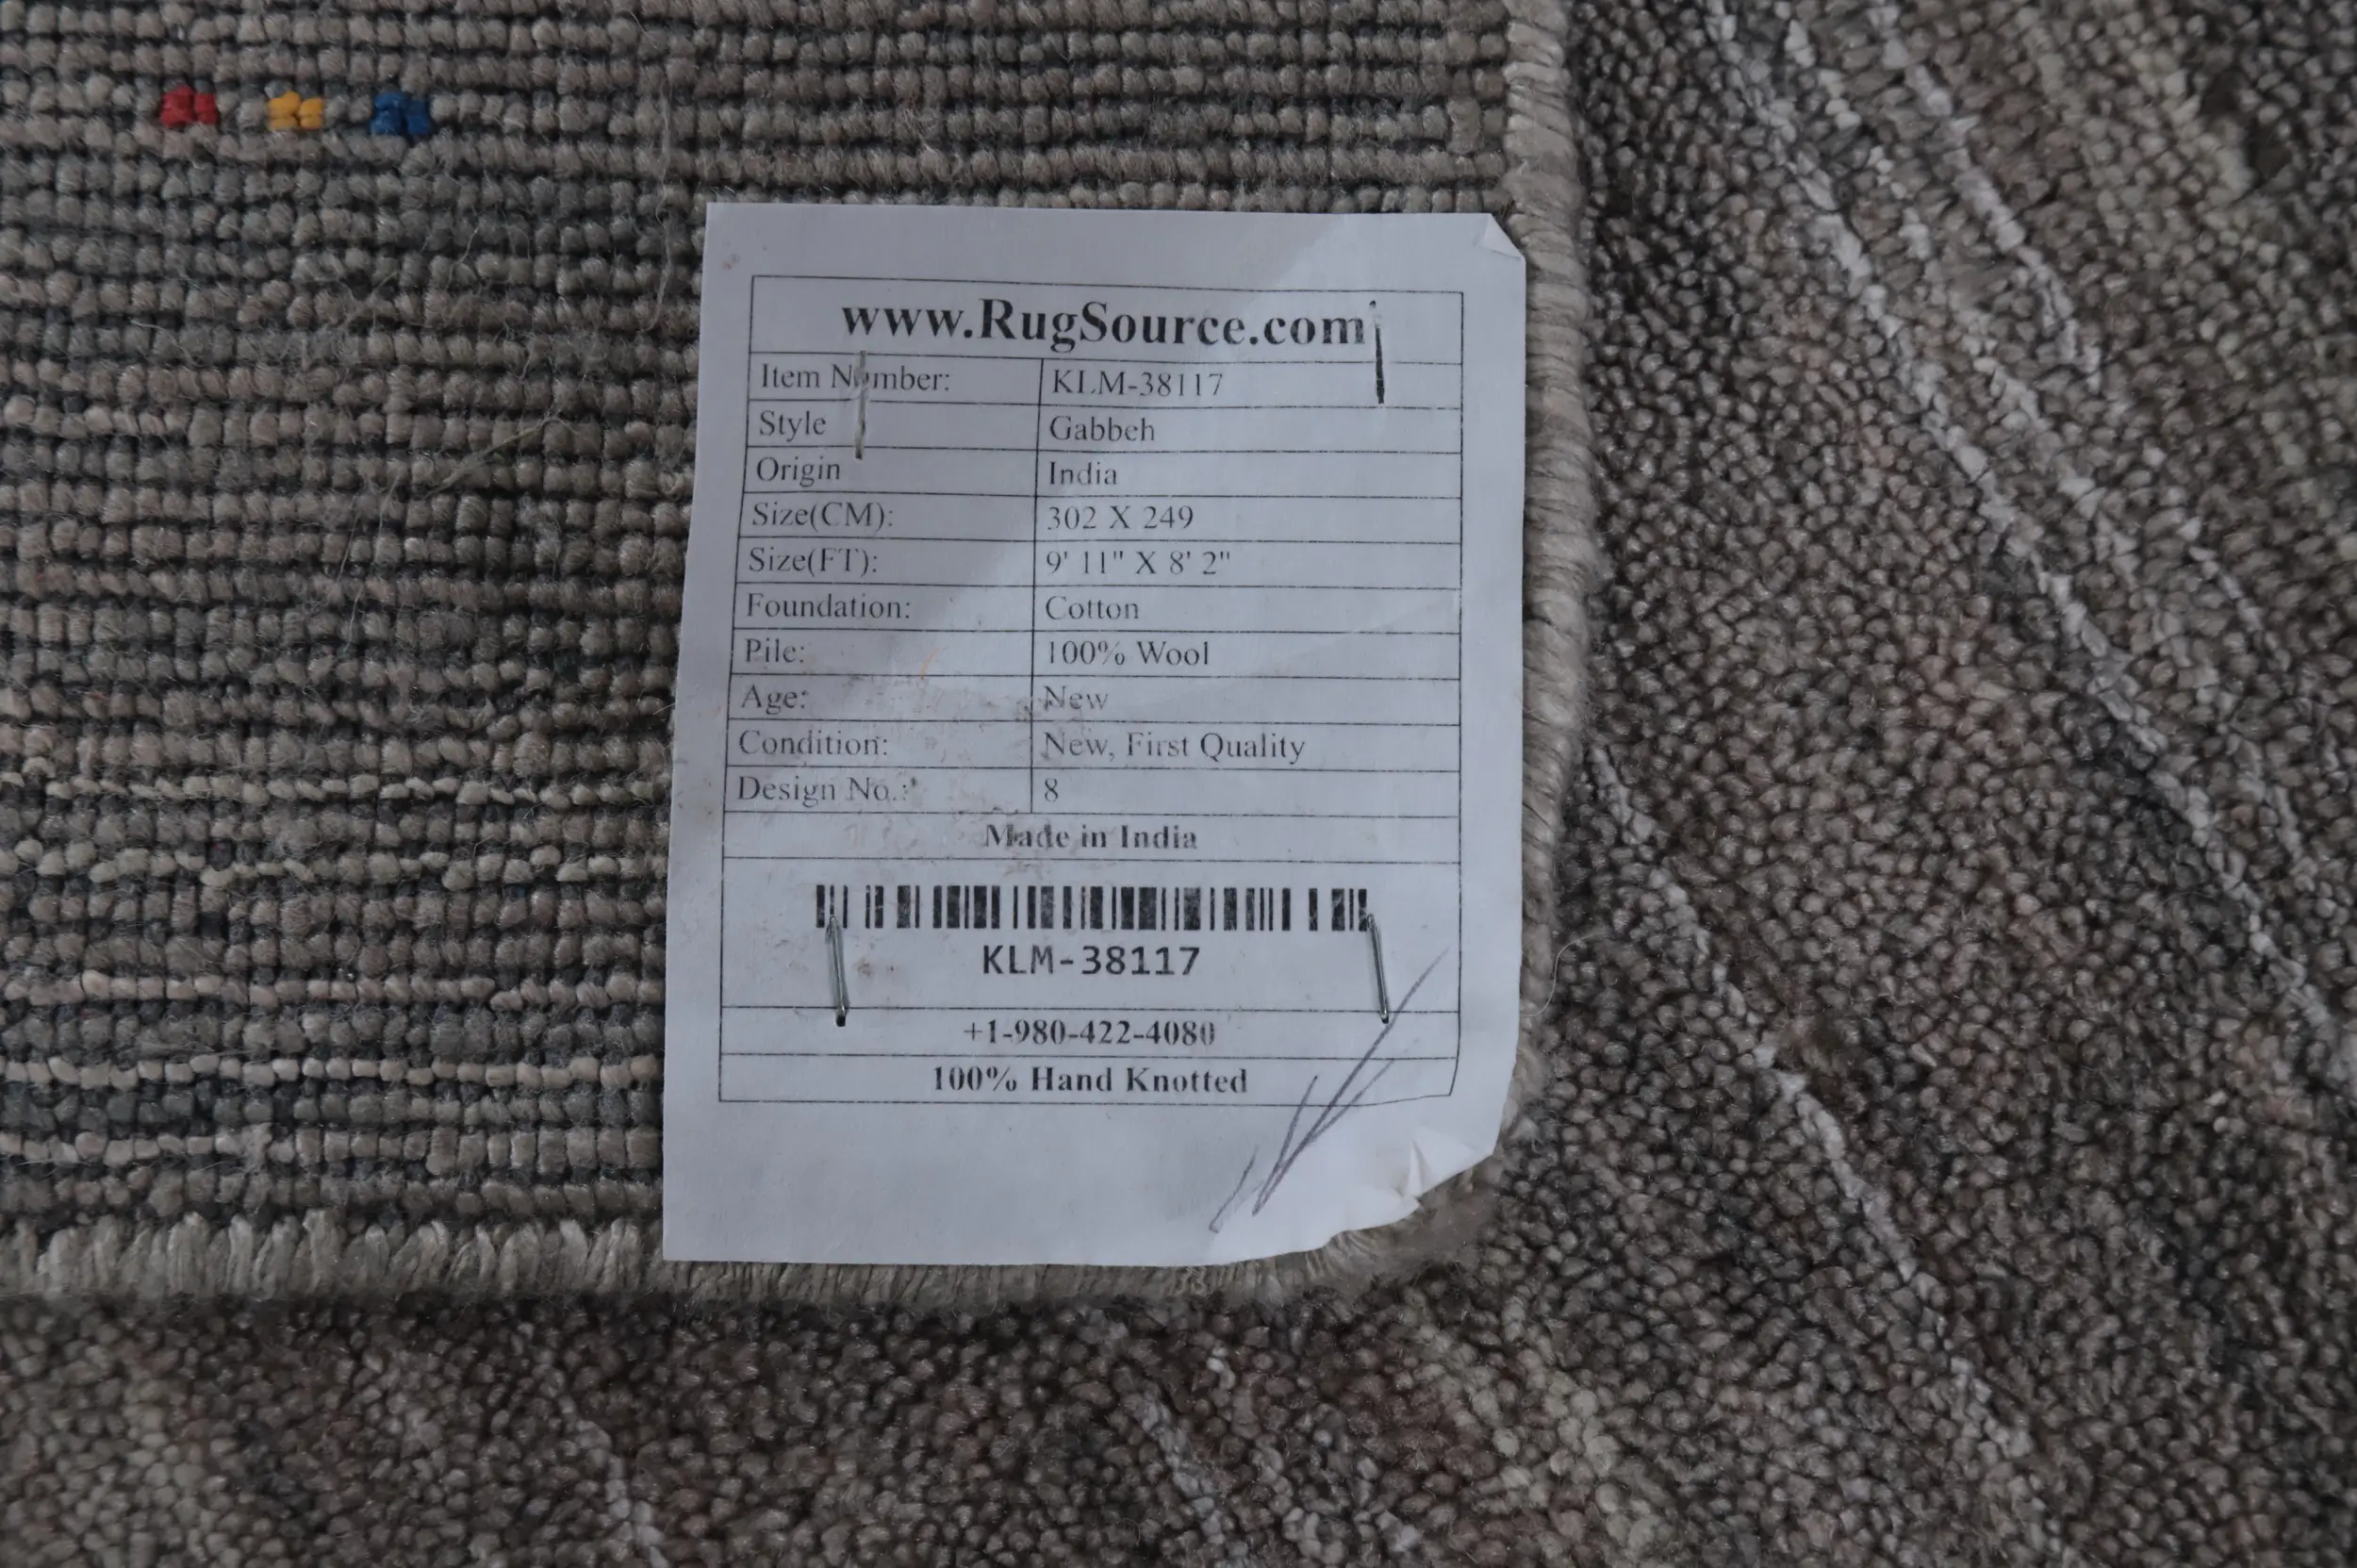 www.RugSource.com
Item Number: KLM-38117
Style Gabbeh
Origin India
Size(CM): 302 X 249
Size(FT): 9' 11" X 8' 2"
Foundation: Cotton
Pile: 100% Wool
Age: New
Condition: New, First Quality
Design No.: 8
Made in India
KLM-38117
+1-980-422-4080
100% Hand Knotted